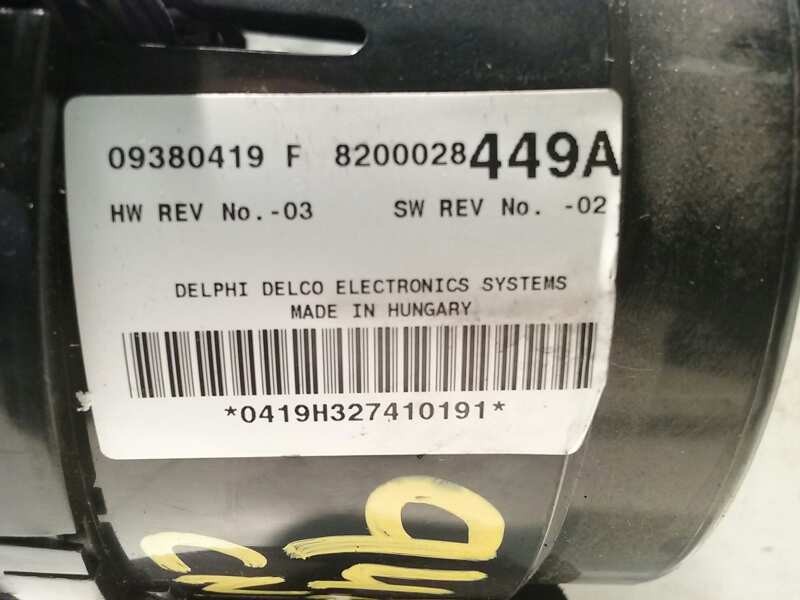 09380419 F 8200028449A
HW REV No.-03 SW REV No. -02
DELPHI DELCO ELECTRONICS SYSTEMS
MADE IN HUNGARY
*0419H327410191*